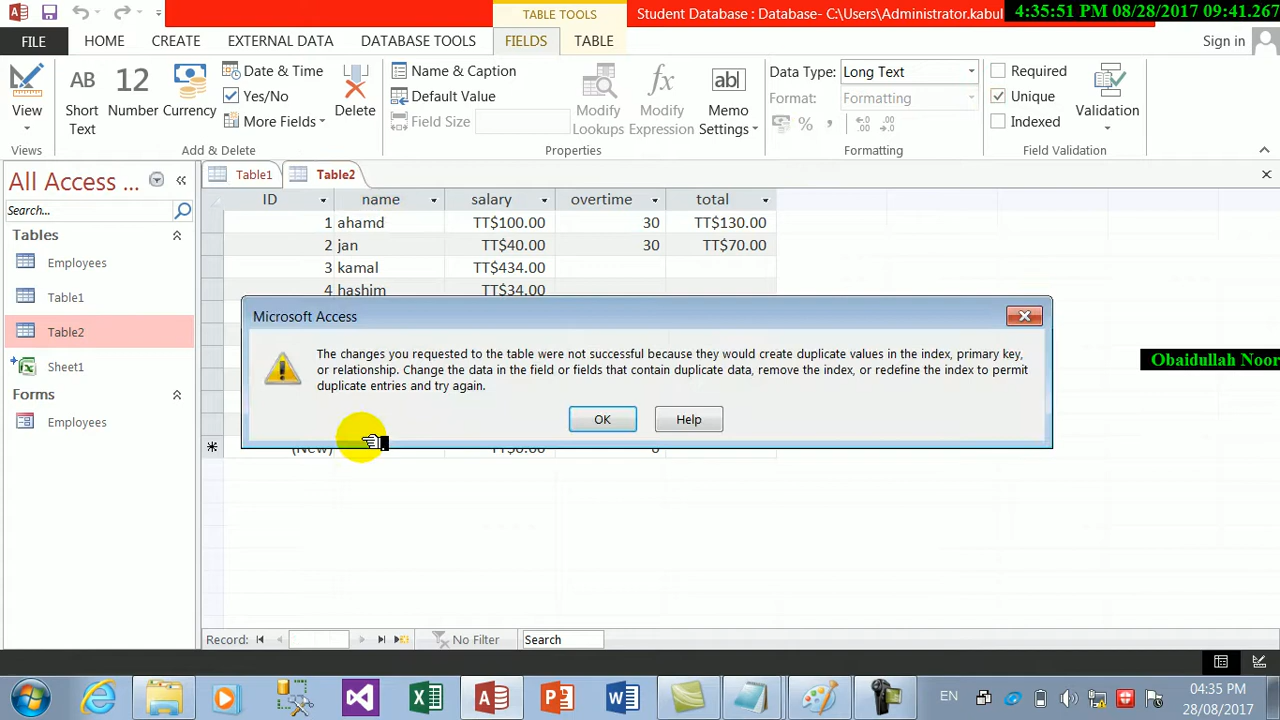 TABLE TOOLS
Student Database : Database- C:\Users\Administrator.kabul
4:35:51 PM 08/28/2017 09:41.267
FILE
HOME
CREATE
EXTERNAL DATA
DATABASE TOOLS
FIELDS
TABLE
Sign in
View
AB
Short
Text
12
Number
Currency
Date & Time
Yes/No
More Fields
Delete
Name & Caption
Default Value
Field Size
Modify
Lookups
fx
Modify
Expression
ab
Memo
Settings
Data Type:
Long Text
Format:
Formatting
%
Required
Unique
Indexed
Validation
Views
Add & Delete
Properties
Formatting
Field Validation
All Access ...
Search...
Tables
Employees
Table1
Table2
Sheet1
Forms
Employees
Table1
Table2
ID name salary overtime total
1 ahamd TT$100.00 30 TT$130.00
2 jan TT$40.00 30 TT$70.00
3 kamal TT$434.00
4 hashim TT$34.00
Microsoft Access
The changes you requested to the table were not successful because they would create duplicate values in the index, primary key,
or relationship. Change the data in the field or fields that contain duplicate data, remove the index, or redefine the index to permit
duplicate entries and try again.
OK
Help
Obaidullah Noor
(New) TT$0.00 0
Record:
No Filter
Search
EN
04:35 PM
28/08/2017